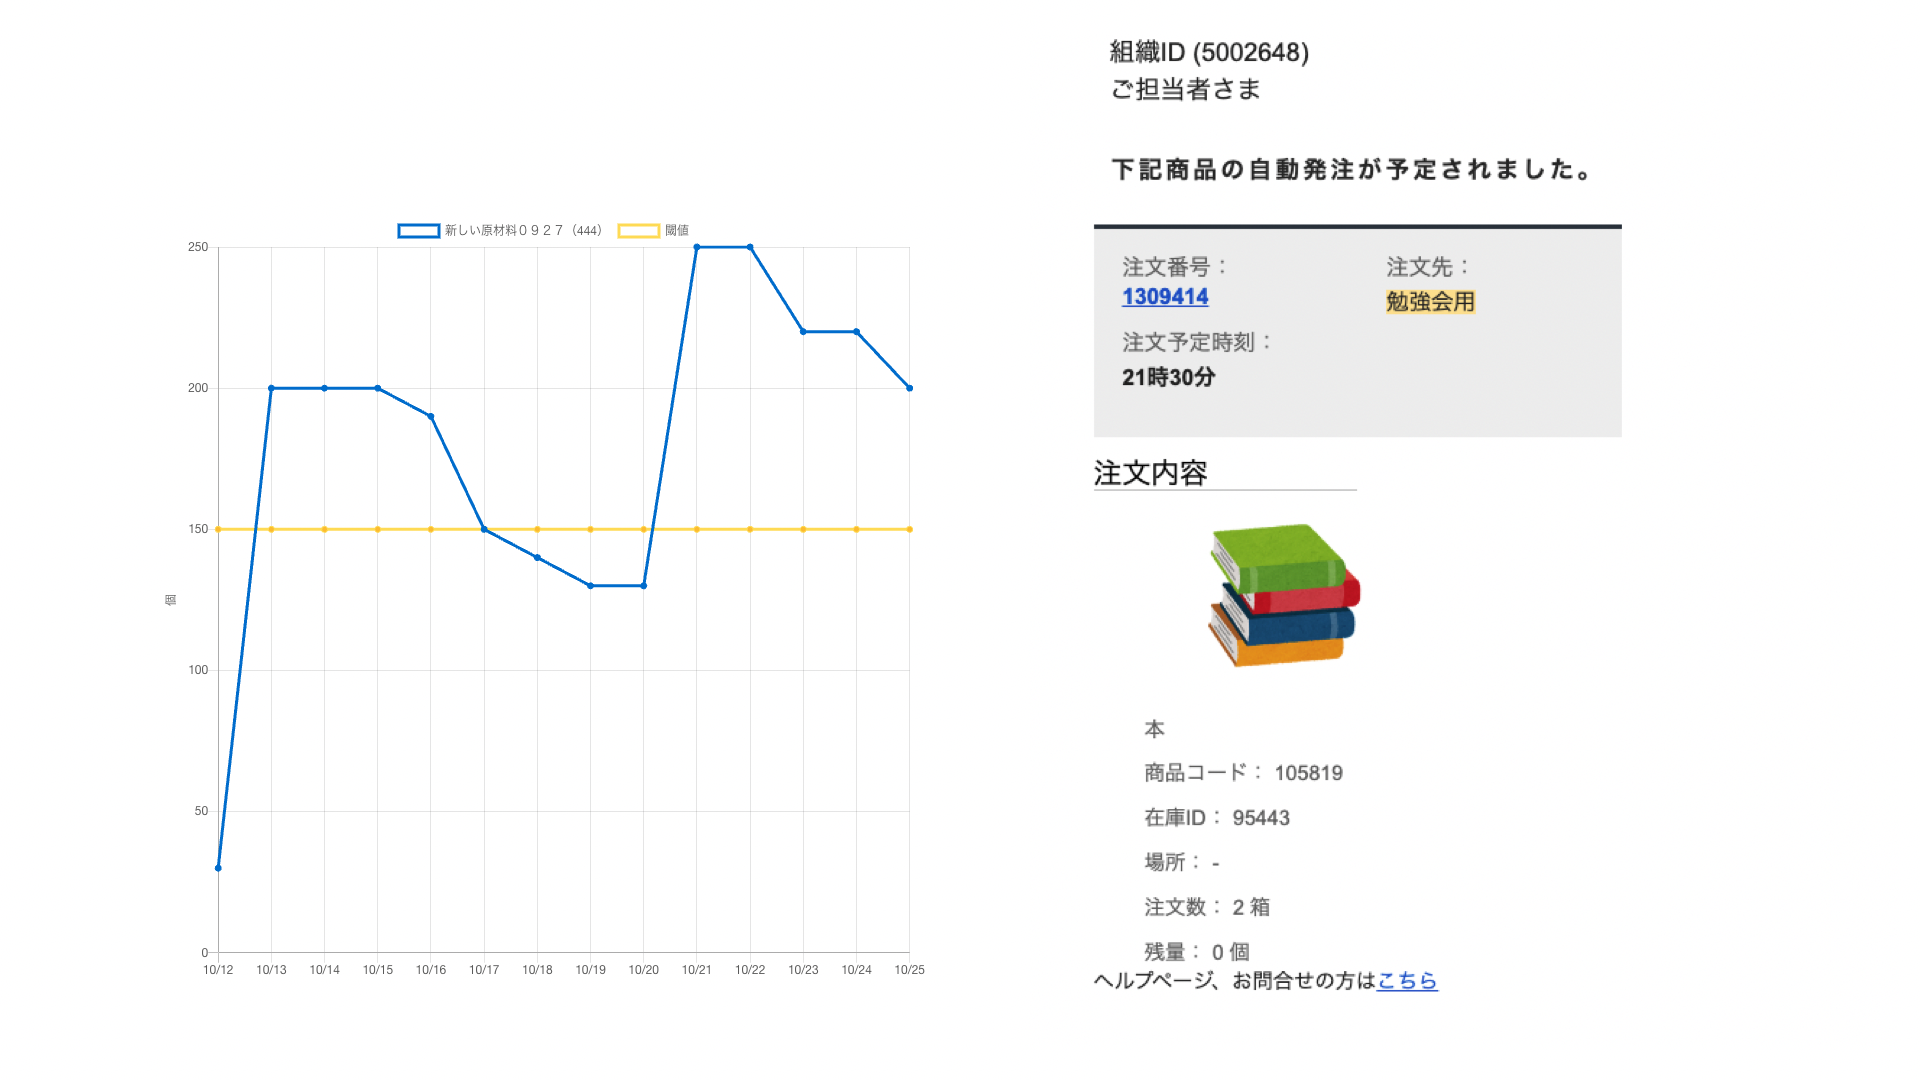 新しい原材料０９２７（444）
閾値
250
200
150
100
50
0
個
10/12 10/13 10/14 10/15 10/16 10/17 10/18 10/19 10/20 10/21 10/22 10/23 10/24 10/25
組織ID (5002648)
ご担当者さま
下記商品の自動発注が予定されました。
注文番号：
1309414
注文先：
勉強会用
注文予定時刻：
21時30分
注文内容
本
商品コード： 105819
在庫ID： 95443
場所： -
注文数： 2 箱
残量： 0 個
ヘルプページ、お問合せの方はこちら